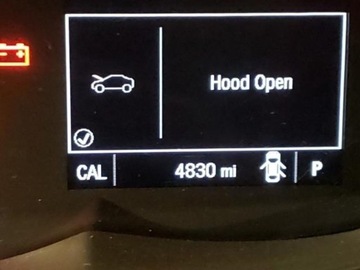 Hood Open
CAL 4830 mi P